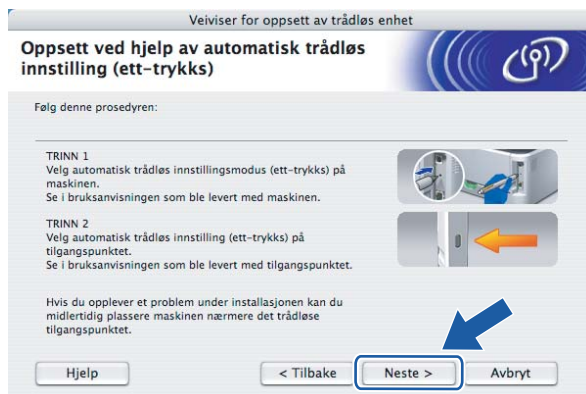 Veiviser for oppsett av trådløs enhet
Oppsett ved hjelp av automatisk trådløs
innstilling (ett-trykks)
Følg denne prosedyren:
TRINN 1
Velg automatisk trådløs innstillingsmodus (ett-trykks) på
maskinen.
Se i bruksanvisningen som ble levert med maskinen.
TRINN 2
Velg automatisk trådløs innstilling (ett-trykks) på
tilgangspunktet.
Se i bruksanvisningen som ble levert med tilgangspunktet.
Hvis du opplever et problem under installasjonen kan du
midlertidig plassere maskinen nærmere det trådløse
tilgangspunktet.
Hjelp
< Tilbake
Neste >
Avbryt